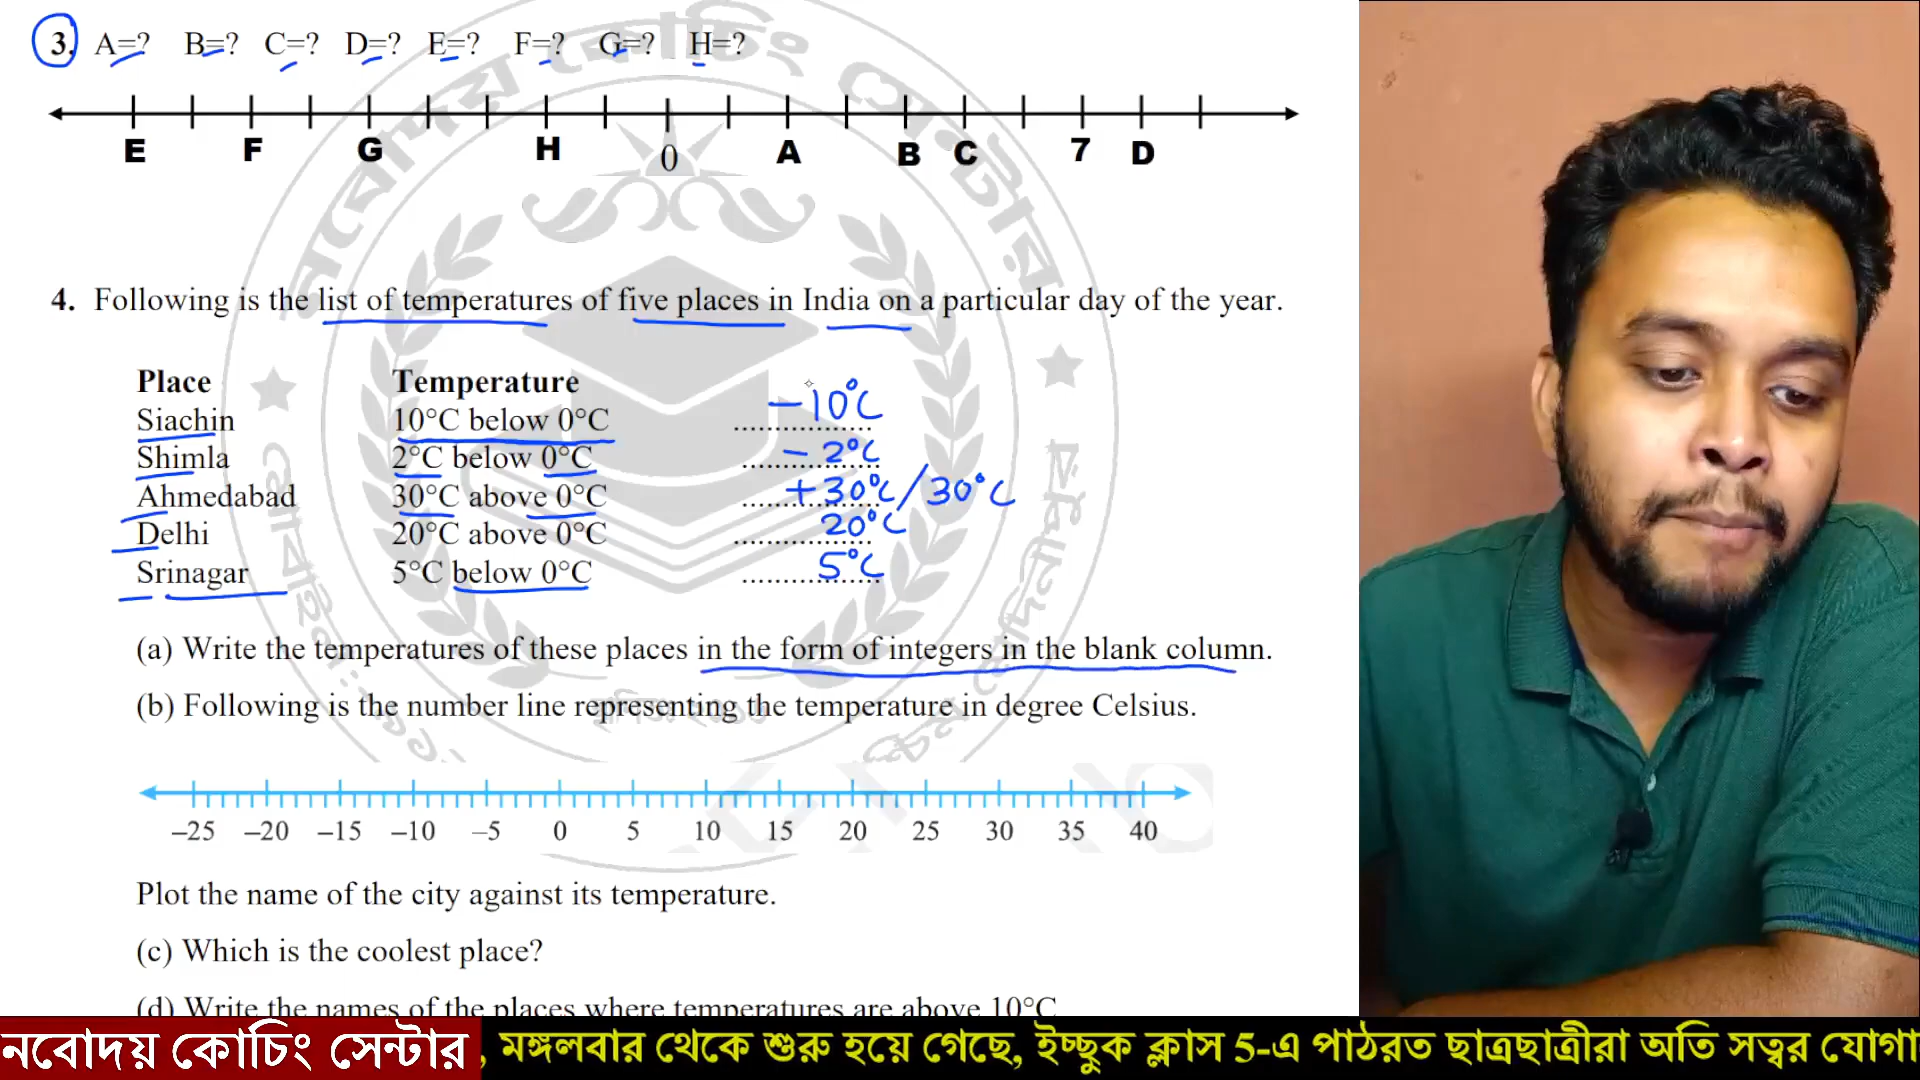 3. A=? B=? C=? D=? E=? F=? G=? H=?
E F G H 0 A B C 7 D
4. Following is the list of temperatures of five places in India on a particular day of the year.
Place Temperature
Siachin 10°C below 0°C ................ −10°C
Shimla 2°C below 0°C ................ −2°C
Ahmedabad 30°C above 0°C ................ +30°C/30°C
Delhi 20°C above 0°C ................ 20°C
Srinagar 5°C below 0°C ................ 5°C
(a) Write the temperatures of these places in the form of integers in the blank column.
(b) Following is the number line representing the temperature in degree Celsius.
–25 –20 –15 –10 –5 0 5 10 15 20 25 30 35 40
Plot the name of the city against its temperature.
(c) Which is the coolest place?
(d) Write the names of the places where temperatures are above 10°C
নবোদয় কোচিং সেন্টার , মঙ্গলবার থেকে শুরু হয়ে গেছে, ইচ্ছুক ক্লাস 5-এ পাঠরত ছাত্রছাত্রীরা অতি সত্বর যোগা